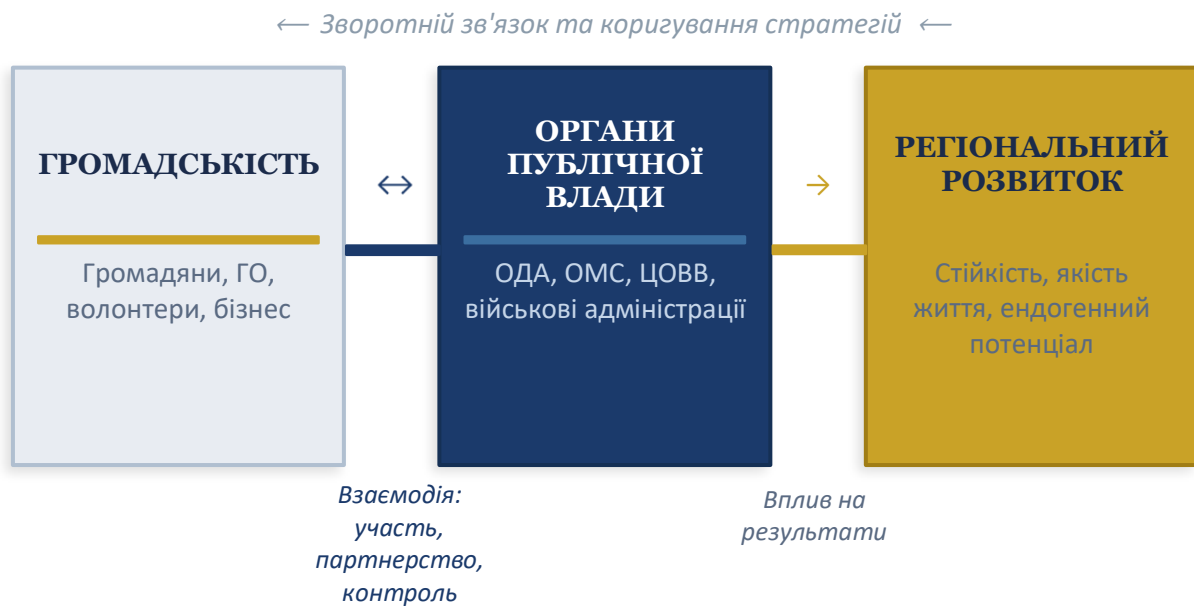 ⟵ Зворотній зв'язок та коригування стратегій ⟵
ГРОМАДСЬКІСТЬ
Громадяни, ГО,
волонтери, бізнес
↔
ОРГАНИ
ПУБЛІЧНОЇ
ВЛАДИ
ОДА, ОМС, ЦОВВ,
військові адміністрації
→
РЕГІОНАЛЬНИЙ
РОЗВИТОК
Стійкість, якість
життя, ендогенний
потенціал
Взаємодія:
участь,
партнерство,
контроль
Вплив на
результати